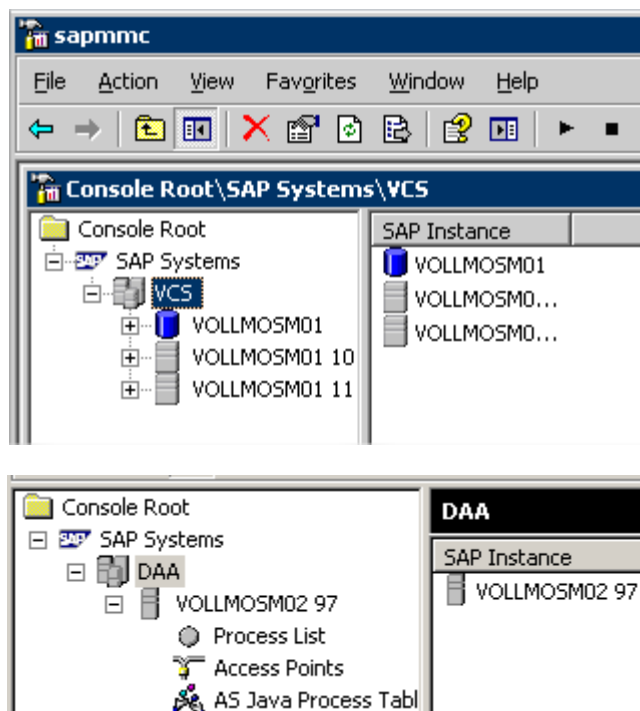 sapmmc
File Action View Favorites Window Help
Console Root\SAP Systems\VCS
Console Root
SAP Systems
VCS
VOLLMOSM01
VOLLMOSM01 10
VOLLMOSM01 11
SAP Instance
VOLLMOSM01
VOLLMOSM0...
VOLLMOSM0...
Console Root
SAP Systems
DAA
VOLLMOSM02 97
Process List
Access Points
AS Java Process Tabl
DAA
SAP Instance
VOLLMOSM02 97